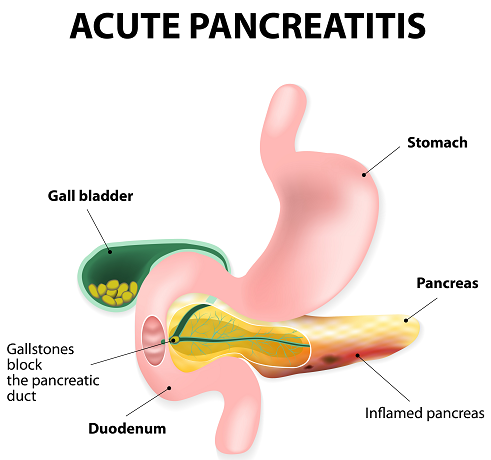 ACUTE PANCREATITIS
Stomach
Gall bladder
Pancreas
Gallstones
block
the pancreatic
duct
Inflamed pancreas
Duodenum